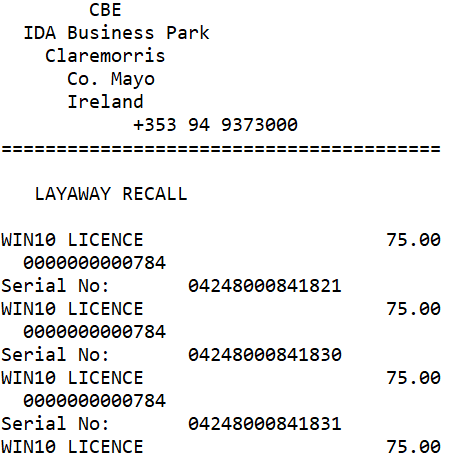 CBE
IDA Business Park
Claremorris
Co. Mayo
Ireland
+353 94 9373000
========================================
LAYAWAY RECALL
WIN10 LICENCE 75.00
0000000000784
Serial No: 04248000841821
WIN10 LICENCE 75.00
0000000000784
Serial No: 04248000841830
WIN10 LICENCE 75.00
0000000000784
Serial No: 04248000841831
WIN10 LICENCE 75.00